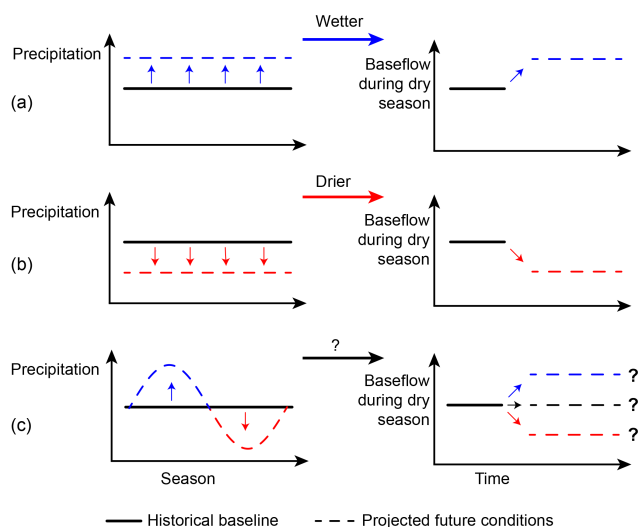 Wetter
Precipitation
Baseflow
during dry
season
(a)
Drier
Precipitation
Baseflow
during dry
season
(b)
?
Precipitation
Baseflow
during dry
season
(c)
?
?
?
Season
Time
Historical baseline
Projected future conditions